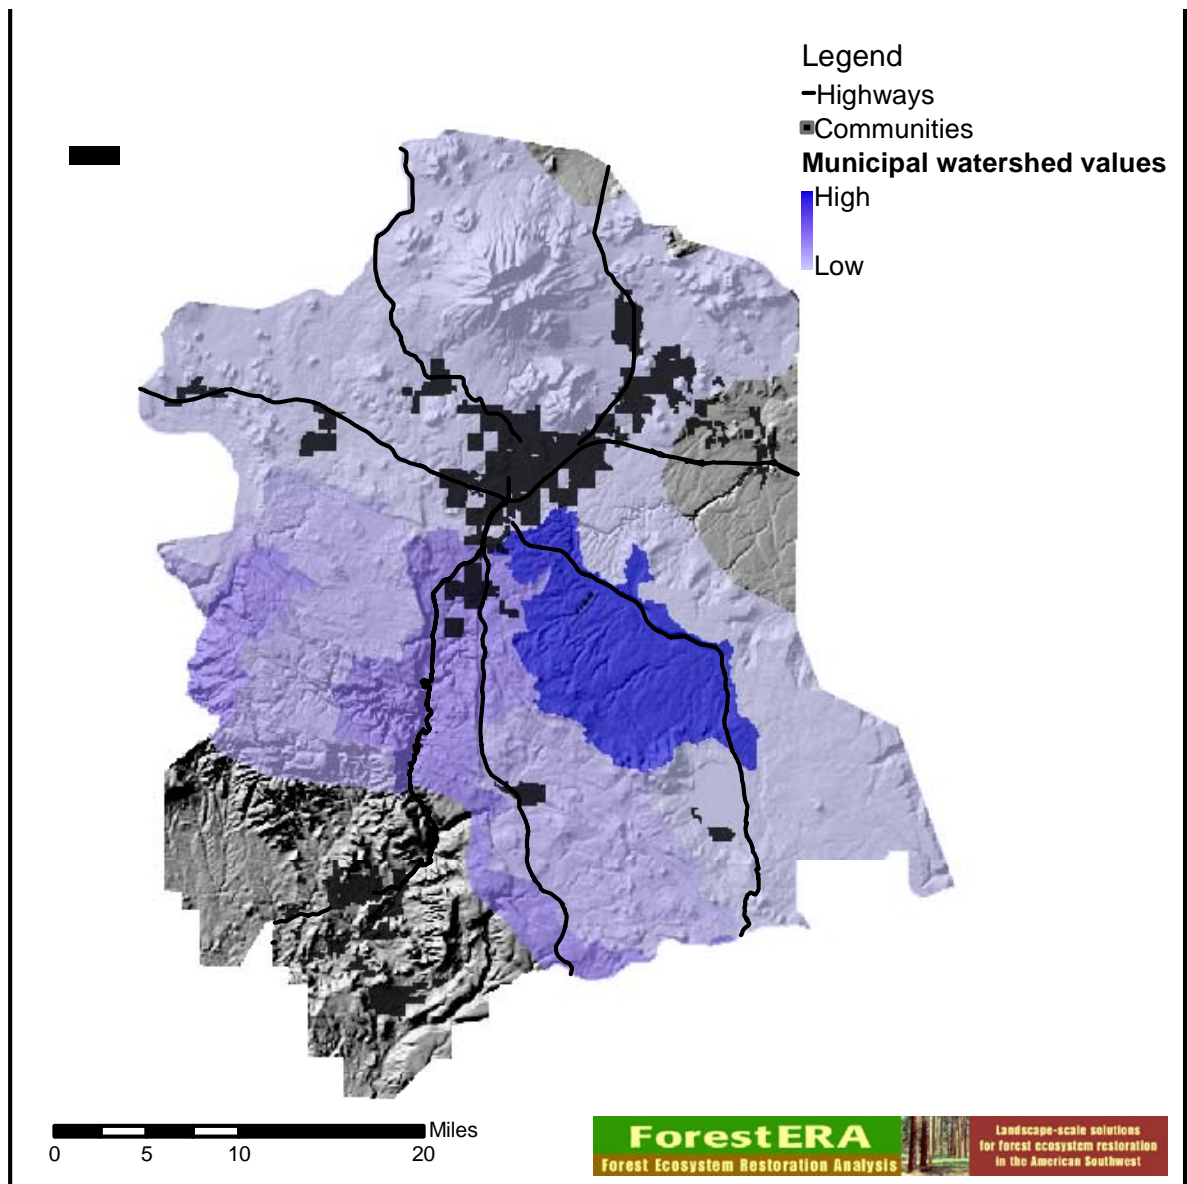 Legend
Highways
Communities
Municipal watershed values
High
Low
Miles
0 5 10 20
ForestERA
Forest Ecosystem Restoration Analysis
Landscape-scale solutions
for forest ecosystem restoration
in the American Southwest